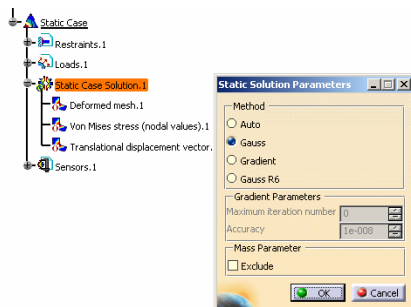 Static Case
Restraints.1
Loads.1
Static Case Solution.1
Deformed mesh.1
Von Mises stress (nodal values).1
Translational displacement vector.
Sensors.1
Static Solution Parameters
Method
Auto
Gauss
Gradient
Gauss R6
Gradient Parameters
Maximum iteration number 0
Accuracy 1e-008
Mass Parameter
Exclude
OK Cancel